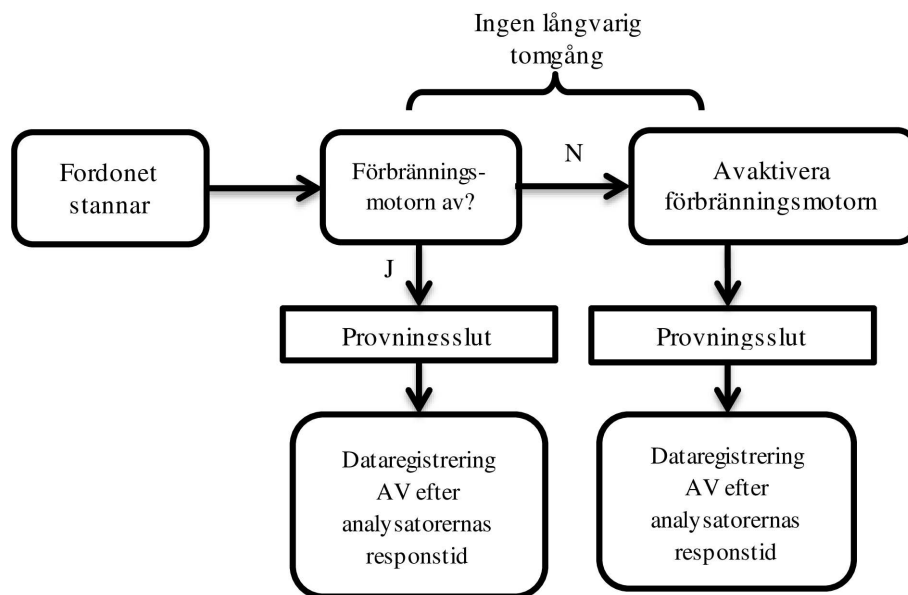 Ingen långvarig
tomgång
Fordonet
stannar
Förbrännings-
motorn av?
N
Avaktivera
förbränningsmotorn
J
Provningsslut
Provningsslut
Dataregistrering
AV efter
analysatorernas
responstid
Dataregistrering
AV efter
analysatorernas
responstid